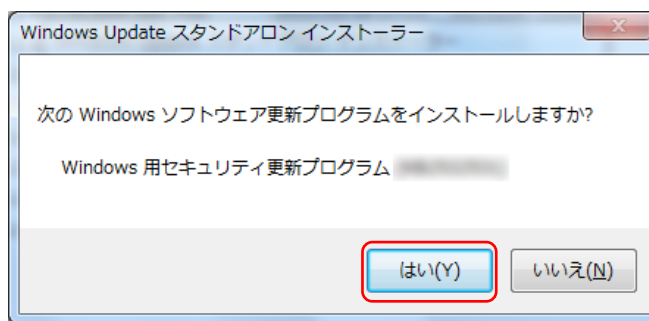 Windows Update スタンドアロン インストーラー
次の Windows ソフトウェア更新プログラムをインストールしますか?
Windows 用セキュリティ更新プログラム
はい(Y)
いいえ(N)